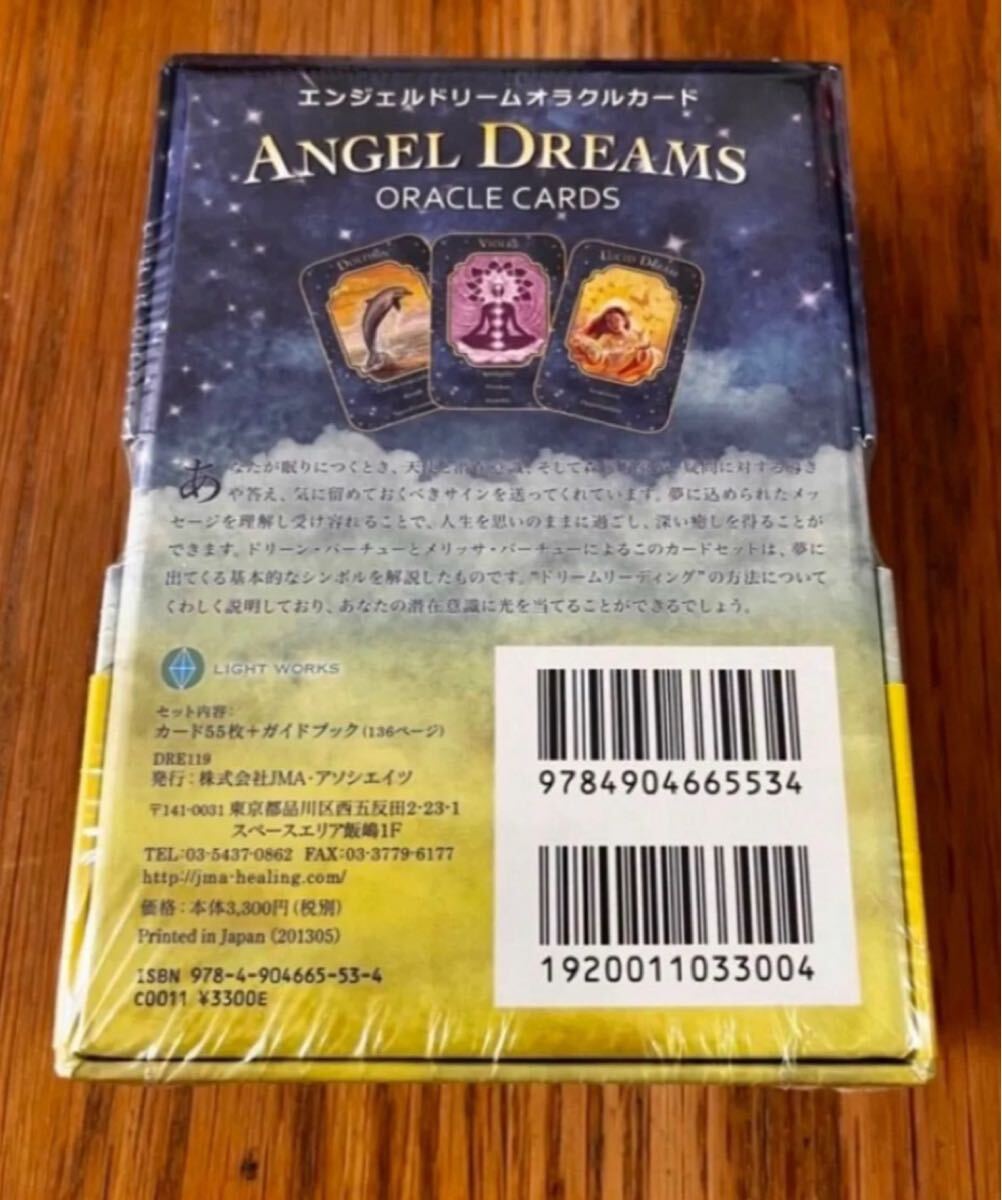 エンジェルドリームオラクルカード
ANGEL DREAMS
ORACLE CARDS
DOLPHIN
VIOLET
LUCID DREAM
あなたが眠りにつくとき、天使と、そして
や答え、気に留めておくべきサインを送ってくれています。夢に込められたメッ
セージを理解し受け容れることで、人生を思いのままに過ごし、深い癒しを得ることが
できます。ドリーン・バーチューとメリッサ・バーチューによるこのカードセットは、夢に
出てくる基本的なシンボルを解説したものです。"ドリームリーディング"の方法について
くわしく説明しており、あなたの潜在意識に光を当てることができるでしょう。
LIGHT WORKS
セット内容:
カード55枚+ガイドブック(136ページ)
DRE119
発行:株式会社JMA・アソシエイツ
〒141-0031 東京都品川区西五反田2-23-1
スペースエリア飯嶋1F
TEL:03-5437-0862 FAX:03-3779-6177
http://jma-healing.com/
価格:本体3,300円(税別)
Printed in Japan (201305)
ISBN 978-4-904665-53-4
C0011 ¥3300E
9784904665534
1920011033004